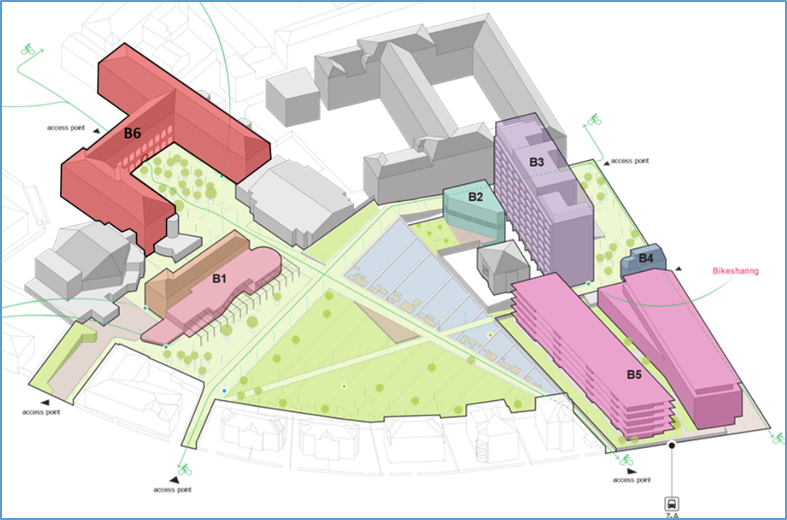 access point
B6
B3
access point
B2
B4
B1
Bikesharing
B5
access point
access point
access point
7-A